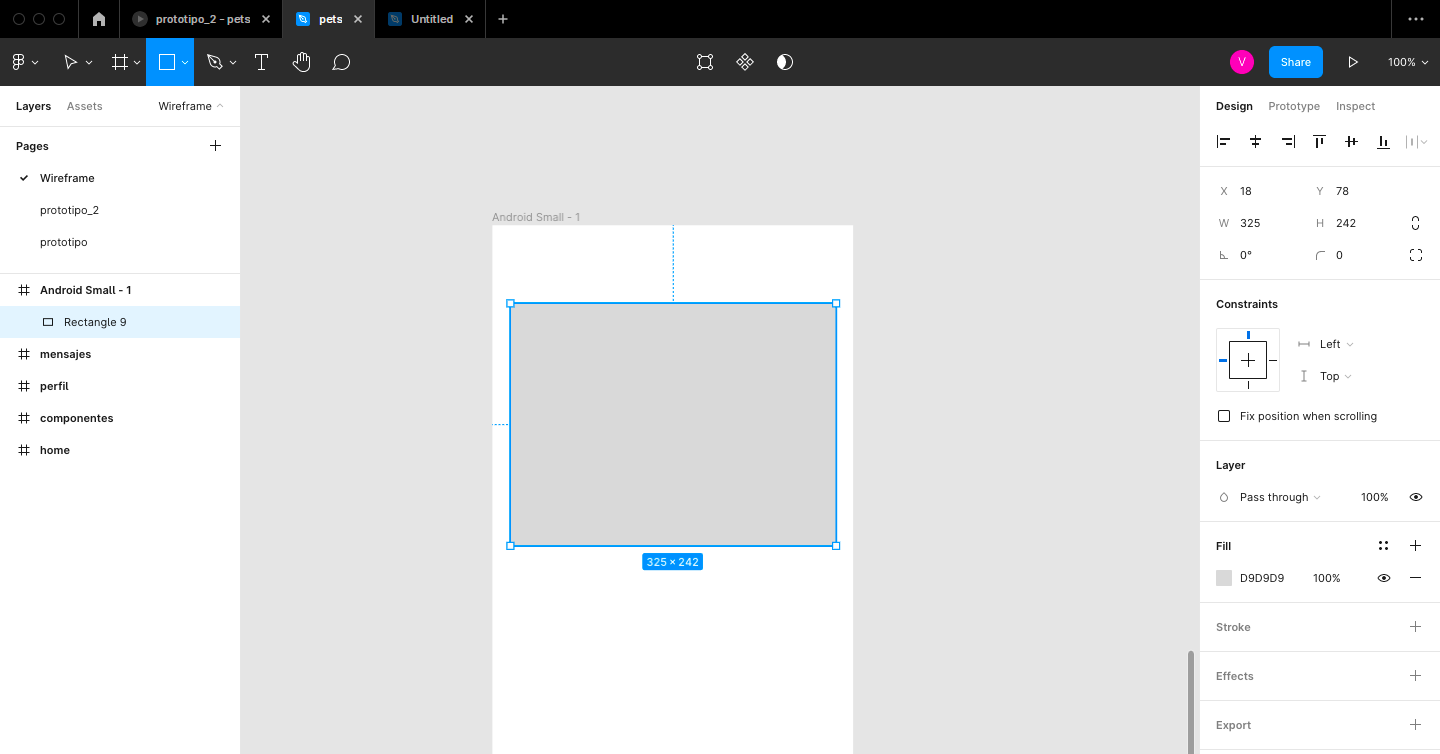 prototipo_2 - pets
pets
Untitled
V
Share
100%
Layers
Assets
Wireframe
Pages
Wireframe
prototipo_2
prototipo
Android Small - 1
Rectangle 9
mensajes
perfil
componentes
home
Android Small - 1
325 × 242
Design
Prototype
Inspect
X 18
Y 78
W 325
H 242
0°
0
Constraints
Left
Top
Fix position when scrolling
Layer
Pass through
100%
Fill
D9D9D9
100%
Stroke
Effects
Export